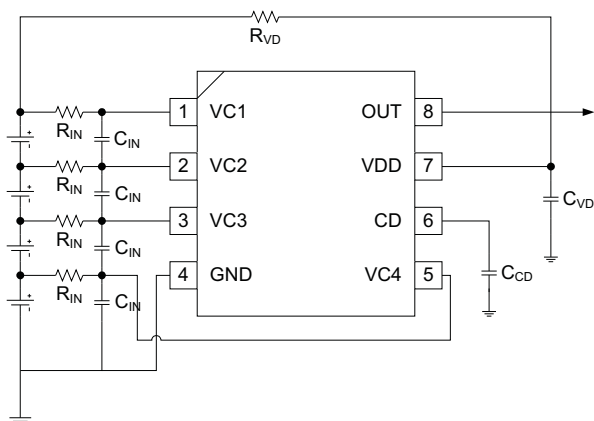 RVD
1 VC1 OUT 8
RIN CIN
2 VC2 VDD 7
RIN CIN
CVD
3 VC3 CD 6
RIN CIN
CCD
4 GND VC4 5
RIN CIN